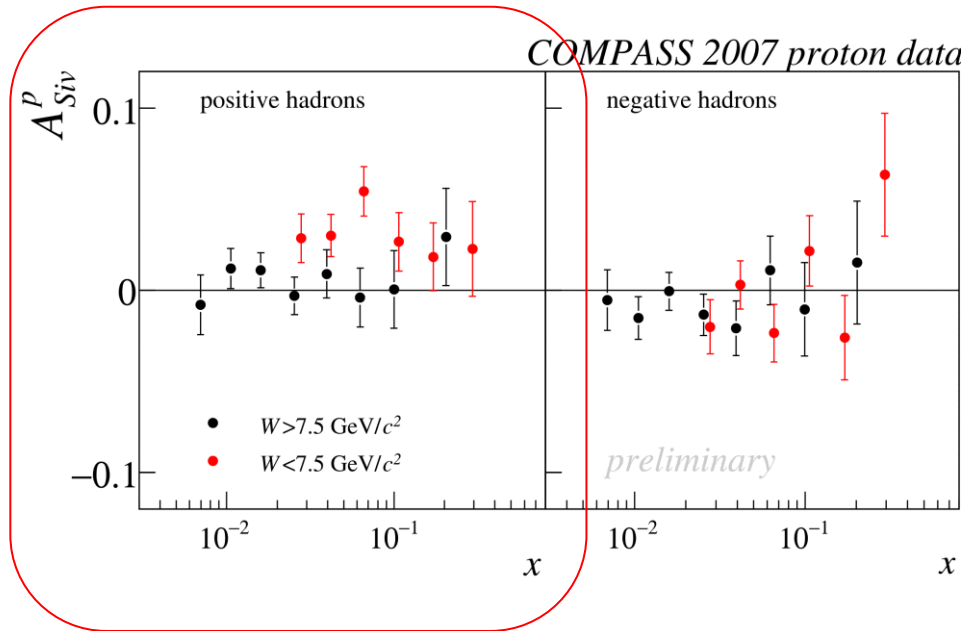 COMPASS 2007 proton data
A^p_Siv
positive hadrons
negative hadrons
0.1
0
−0.1
W>7.5 GeV/c²
W<7.5 GeV/c²
preliminary
10⁻² 10⁻¹ 10⁻² 10⁻¹
x x